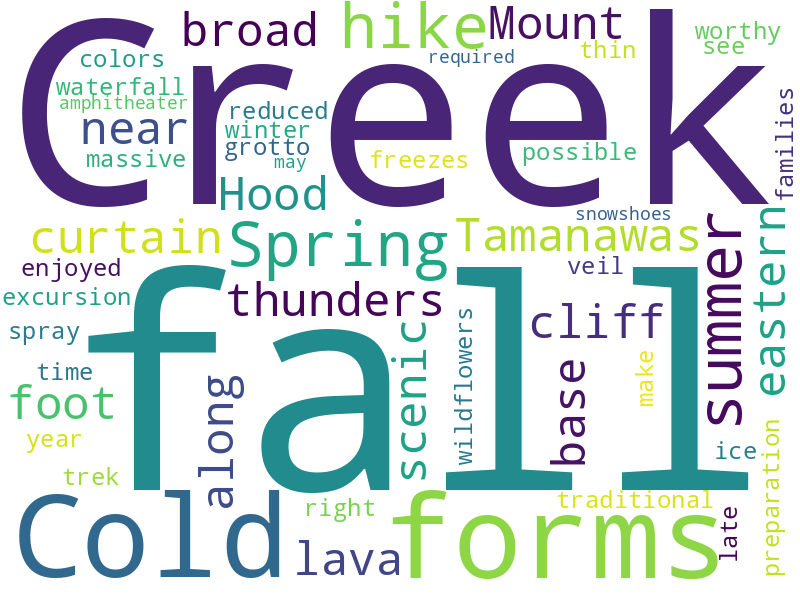 Creek
broad
hike
Mount
worthy
see
colors
required
thin
waterfall
amphitheater
near
reduced
winter
grotto
may
massive
freezes
possible
families
Hood
snowshoes
curtain
Spring
Tamanawas
enjoyed
veil
excursion
thunders
summer
eastern
fall
cliff
spray
scenic
wildflowers
time
foot
along
base
make
year
trek
right
traditional
ice
preparation
late
Cold
lava
forms